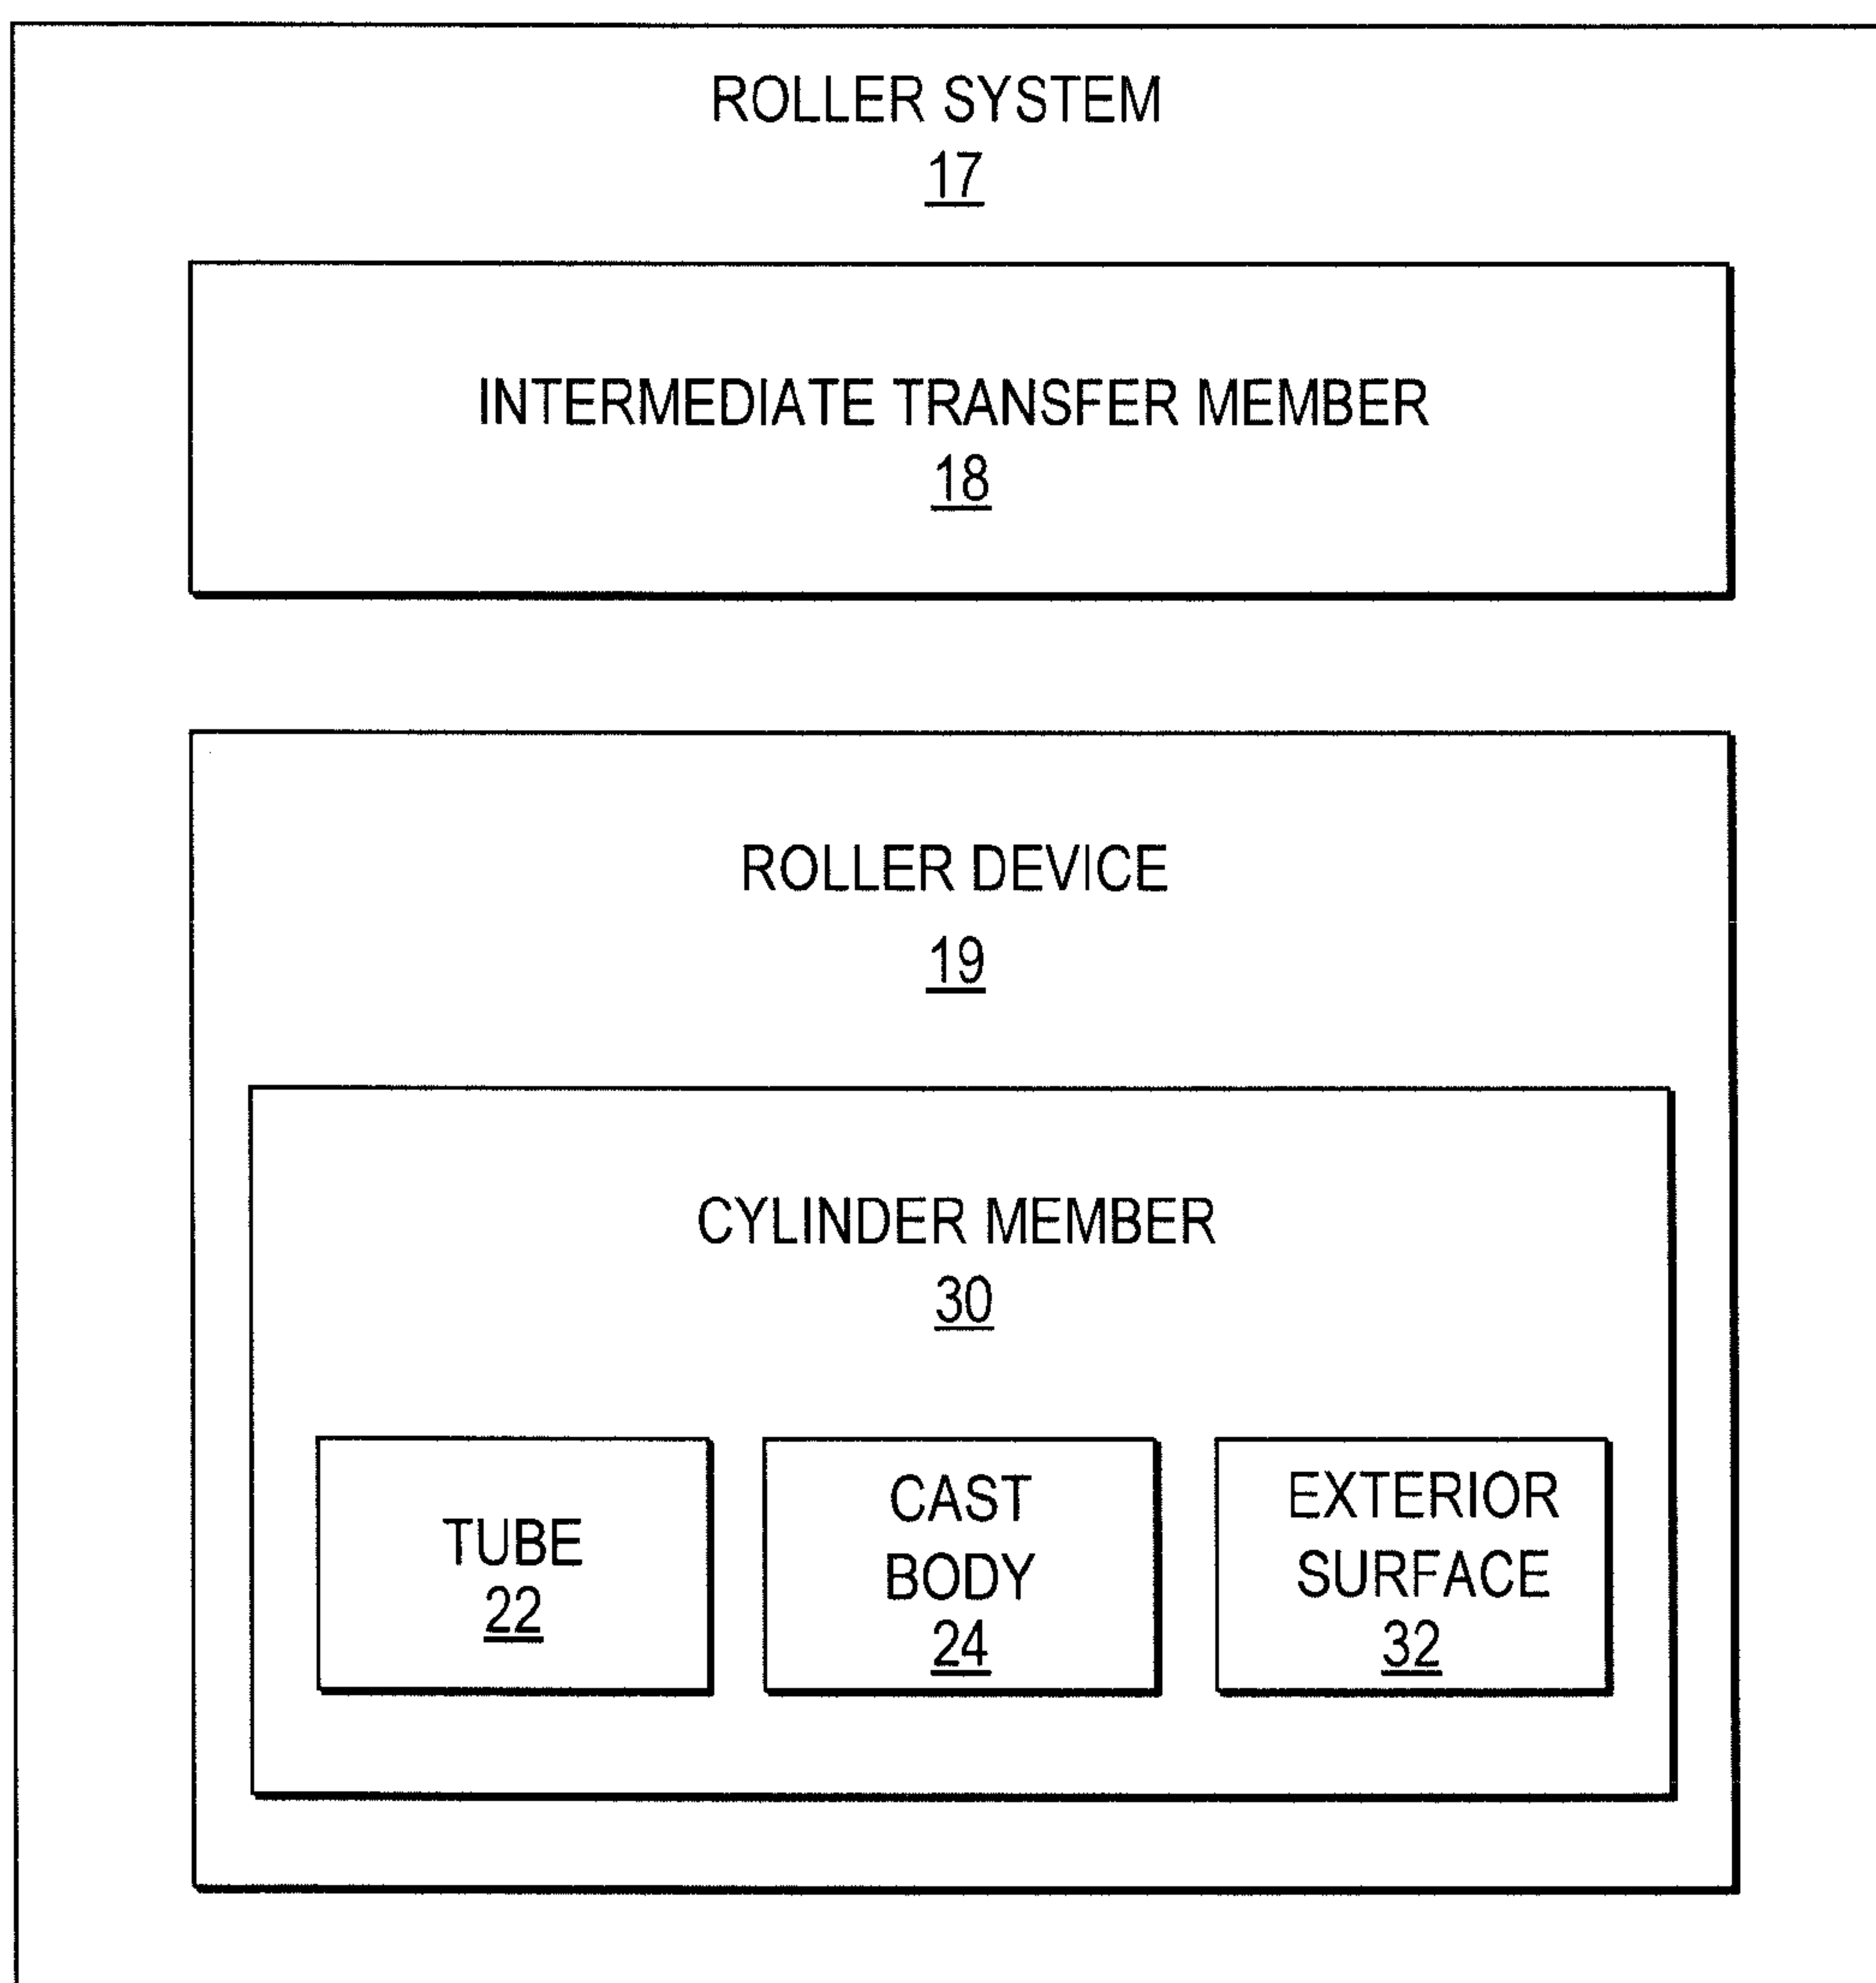 ROLLER SYSTEM
17
INTERMEDIATE TRANSFER MEMBER
18
ROLLER DEVICE
19
CYLINDER MEMBER
30
TUBE
22
CAST
BODY
24
EXTERIOR
SURFACE
32